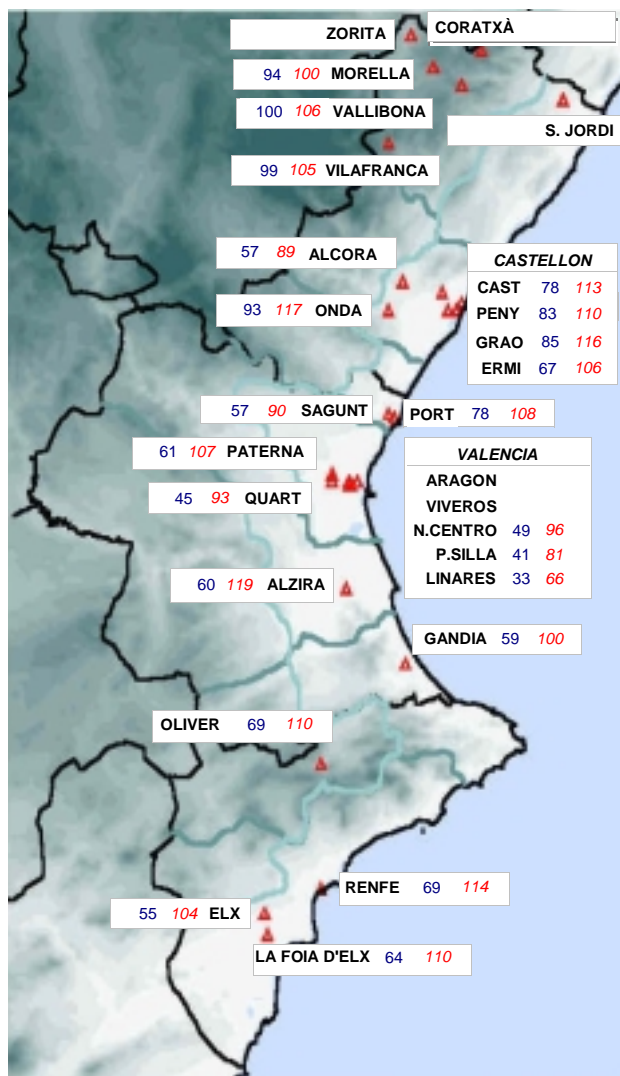 ZORITA
CORATXÀ
94 100 MORELLA
100 106 VALLIBONA
S. JORDI
99 105 VILAFRANCA
57 89 ALCORA
93 117 ONDA
CASTELLON
CAST 78 113
PENY 83 110
GRAO 85 116
ERMI 67 106
57 90 SAGUNT
PORT 78 108
61 107 PATERNA
45 93 QUART
VALENCIA
ARAGON
VIVEROS
N.CENTRO 49 96
P.SILLA 41 81
LINARES 33 66
60 119 ALZIRA
GANDIA 59 100
OLIVER 69 110
RENFE 69 114
55 104 ELX
LA FOIA D'ELX 64 110